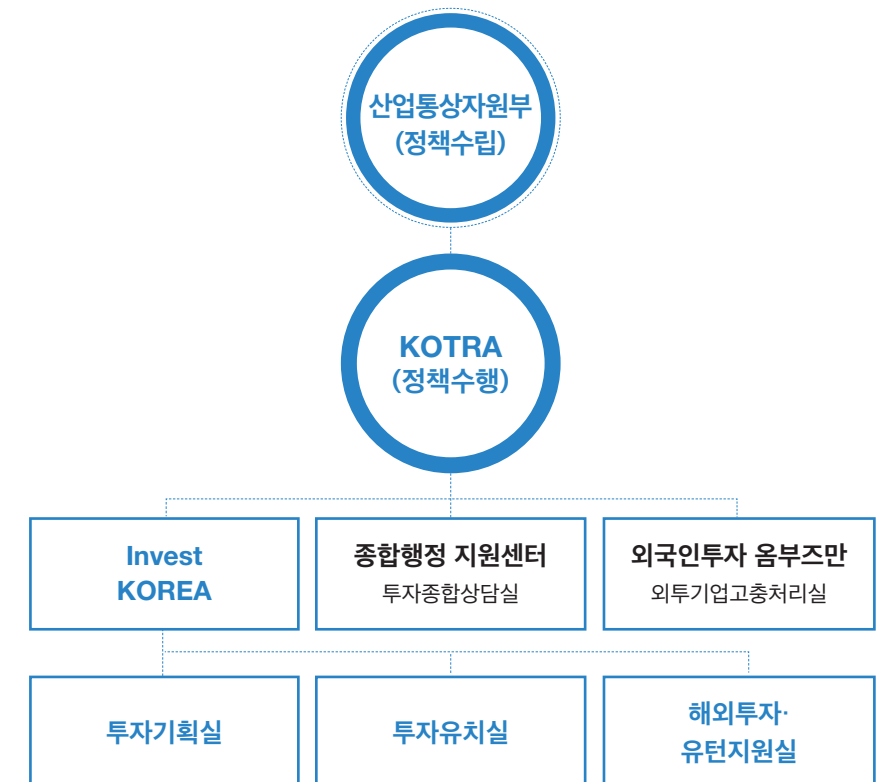 산업통상자원부
(정책수립)
KOTRA
(정책수행)
Invest
KOREA
종합행정 지원센터
투자종합상담실
외국인투자 옴부즈만
외투기업고충처리실
투자기획실
투자유치실
해외투자·
유턴지원실